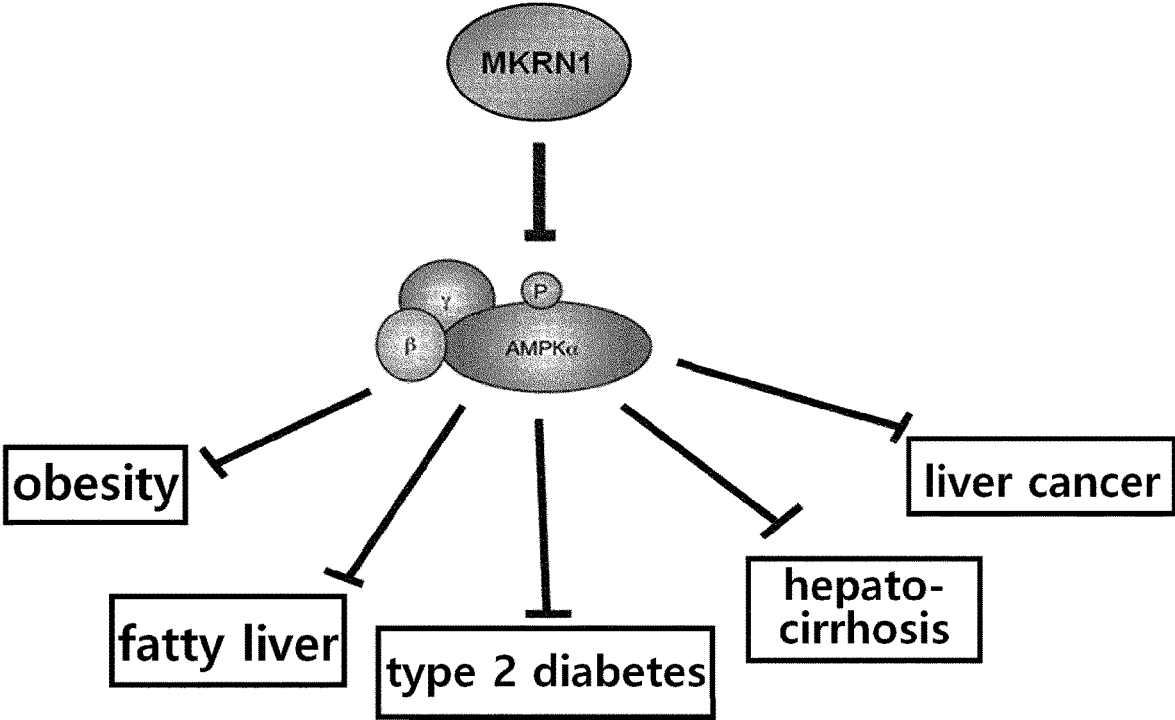 MKRN1
γ
P
β
AMPKα
obesity
liver cancer
hepato-
cirrhosis
fatty liver
type 2 diabetes